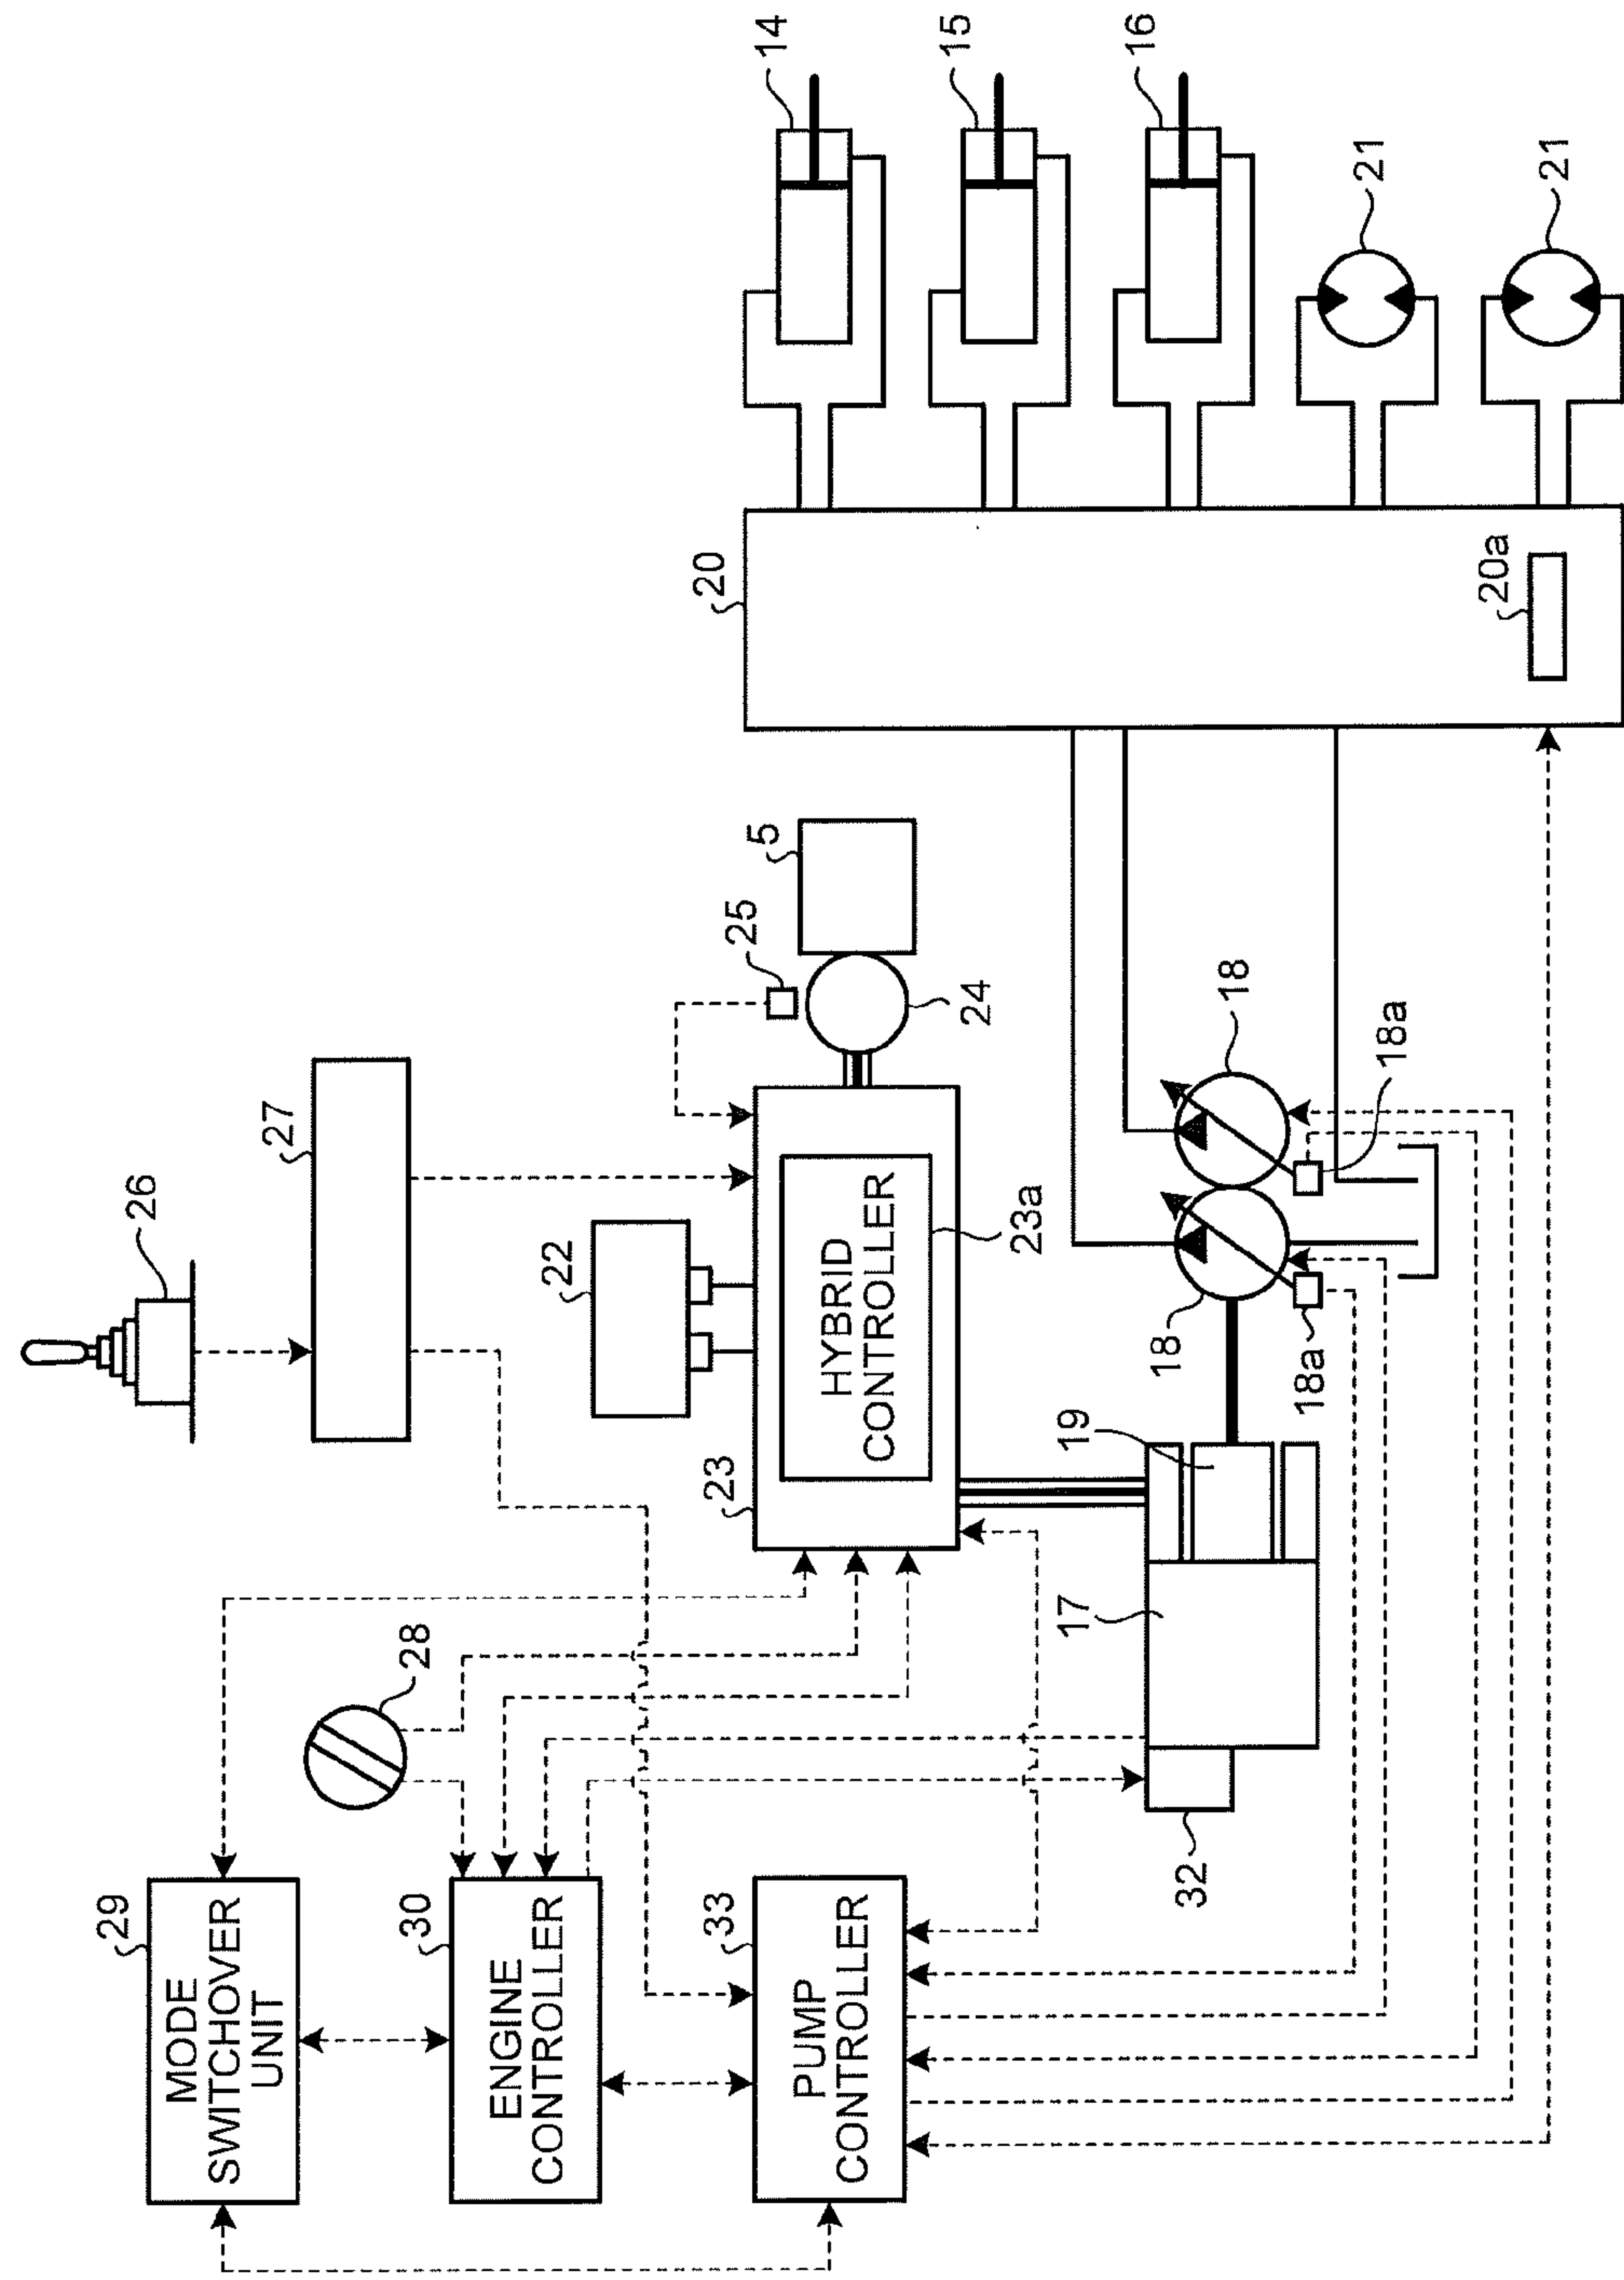 29
MODE
SWITCHOVER
UNIT
30
ENGINE
CONTROLLER
33
PUMP
CONTROLLER
28
26
27
22
23
HYBRID
CONTROLLER
23a
25
5
24
32
17
19
18
18a
18
18a
20
20a
14
15
16
21
21